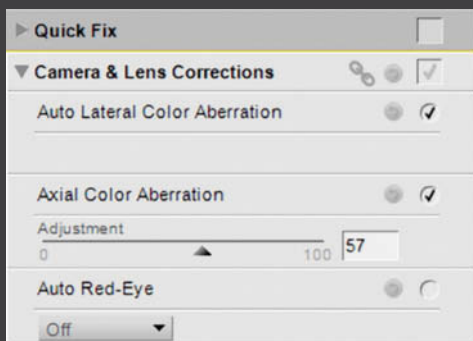 Quick Fix
Camera & Lens Corrections
Auto Lateral Color Aberration
Axial Color Aberration
Adjustment
0 100 57
Auto Red-Eye
Off